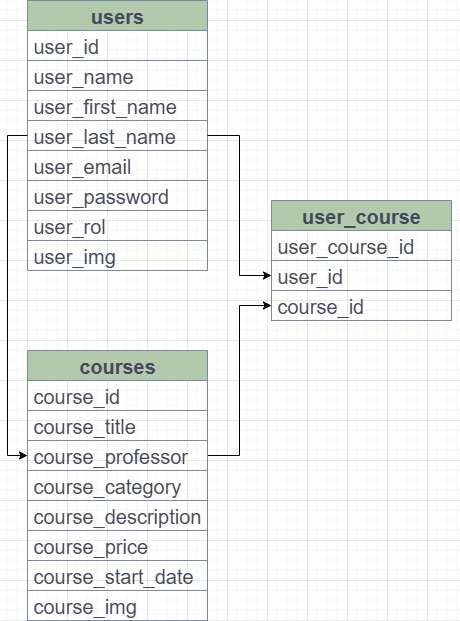 users
user_id
user_name
user_first_name
user_last_name
user_email
user_password
user_rol
user_img
user_course
user_course_id
user_id
course_id
courses
course_id
course_title
course_professor
course_category
course_description
course_price
course_start_date
course_img